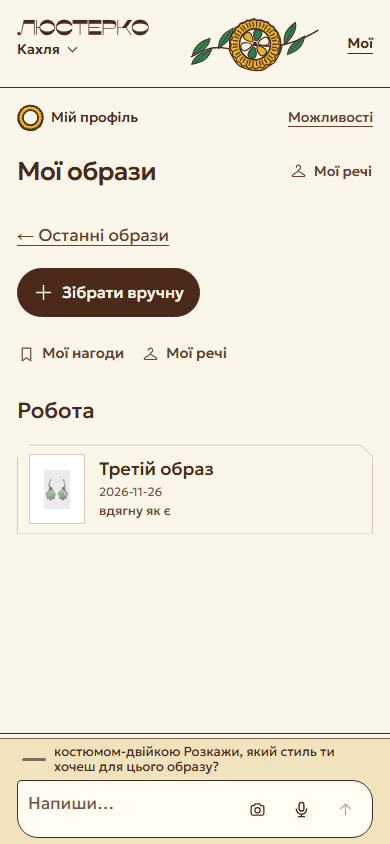 ЛЮСТЕРКО
Кахля
Мої
Мій профіль
Можливості
Мої образи
Мої речі
← Останні образи
Зібрати вручну
Мої нагоди
Мої речі
Робота
Третій образ
2026-11-26
вдягну як є
костюмом-двійкою Розкажи, який стиль ти
хочеш для цього образу?
Напиши...